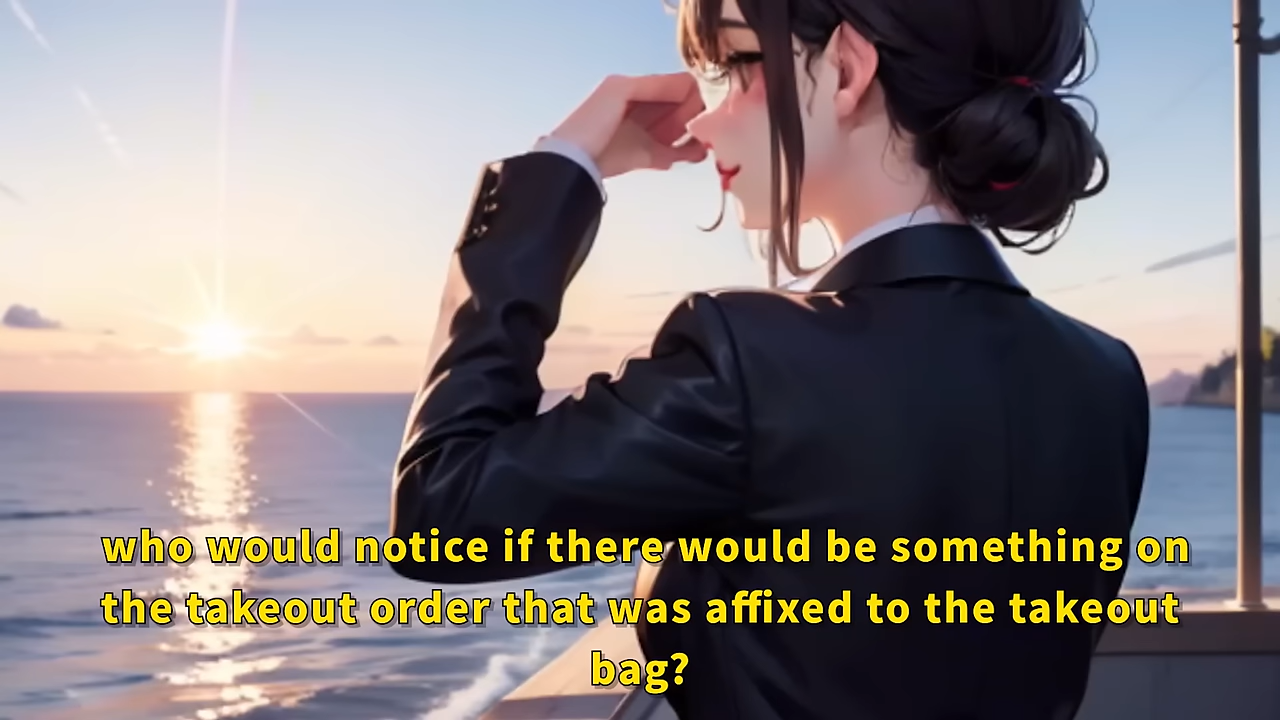 who would notice if there would be something on
the takeout order that was affixed to the takeout
bag?